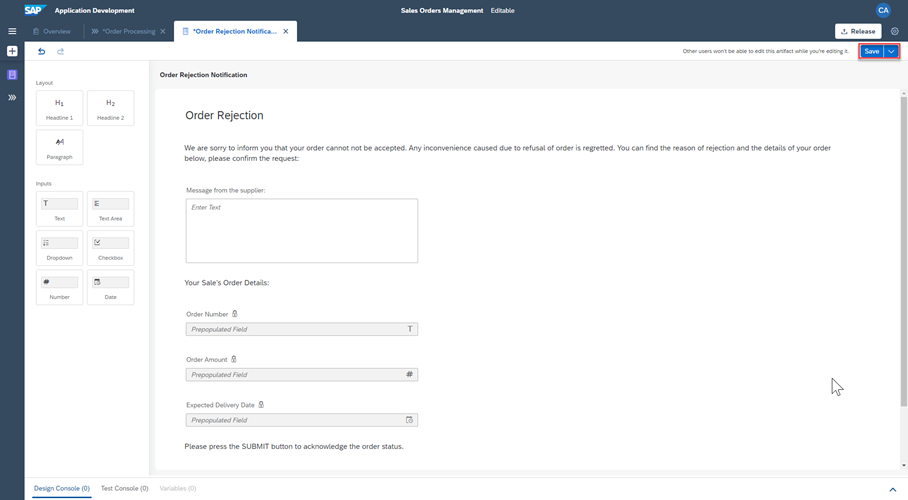 SAP Application Development
Sales Orders Management Editable
CA
Overview
*Order Processing
*Order Rejection Notifica...
Release
Other users won't be able to edit this artifact while you're editing it.
Save
Order Rejection Notification
Layout
H1
Headline 1
H2
Headline 2
Paragraph
Inputs
T
Text
Text Area
Dropdown
Checkbox
#
Number
Date
Order Rejection
We are sorry to inform you that your order cannot not be accepted. Any inconvenience caused due to refusal of order is regretted. You can find the reason of rejection and the details of your order
below, please confirm the request:
Message from the supplier:
Enter Text
Your Sale's Order Details:
Order Number
Prepopulated Field T
Order Amount
Prepopulated Field #
Expected Delivery Date
Prepopulated Field
Please press the SUBMIT button to acknowledge the order status.
Design Console (0) Test Console (0) Variables (0)